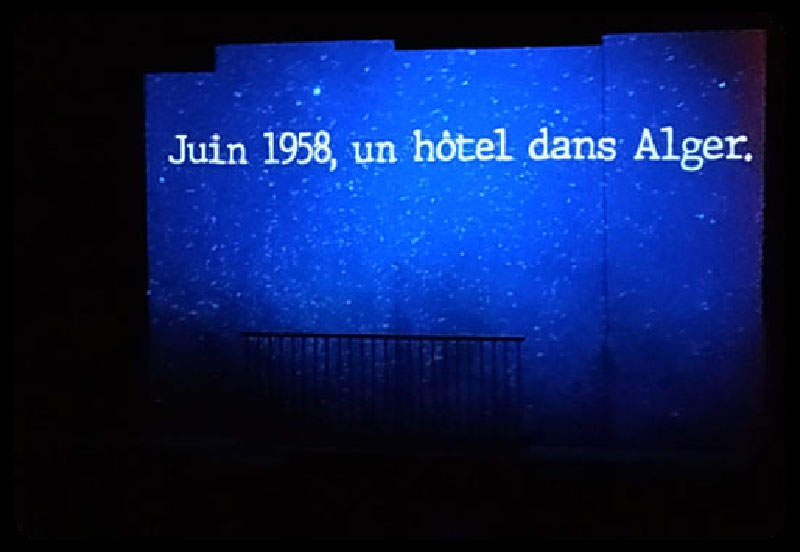 Juin 1958, un hôtel dans Alger.